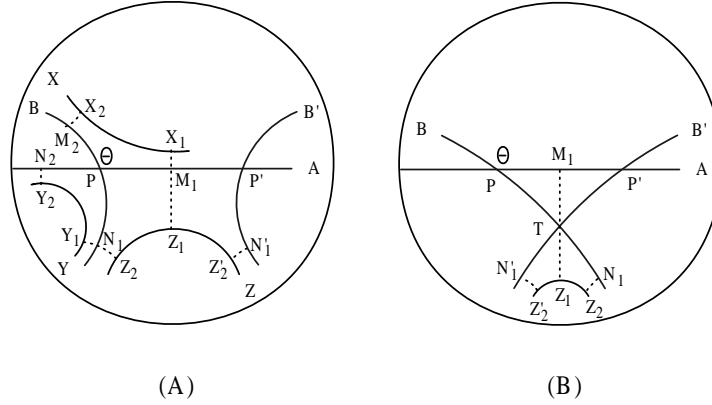 X
X₂
B
B'
B
B'
M₂
X₁
N₂
Θ
Θ
M₁
P
M₁
P'
A
P
P'
A
Y₂
T
Y₁
N₁
Z₁
N'₁
Y
Z₂
Z'₂
N'₁
N₁
Z
Z₁
Z'₂
Z₂
(A)
(B)